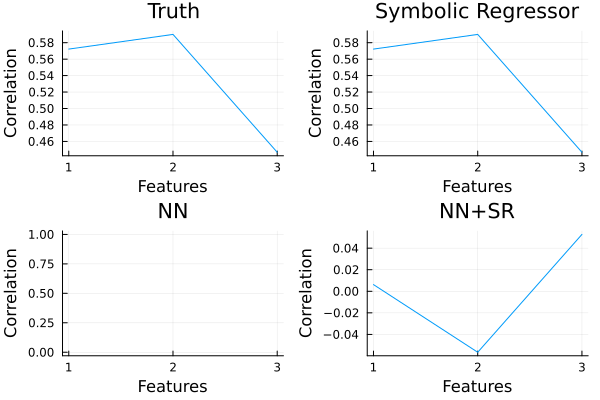 Truth
Correlation
0.58
0.56
0.54
0.52
0.50
0.48
0.46
1 2 3
Features
Symbolic Regressor
Correlation
0.58
0.56
0.54
0.52
0.50
0.48
0.46
1 2 3
Features
NN
Correlation
1.00
0.75
0.50
0.25
0.00
1 2 3
Features
NN+SR
Correlation
0.04
0.02
0.00
−0.02
−0.04
1 2 3
Features